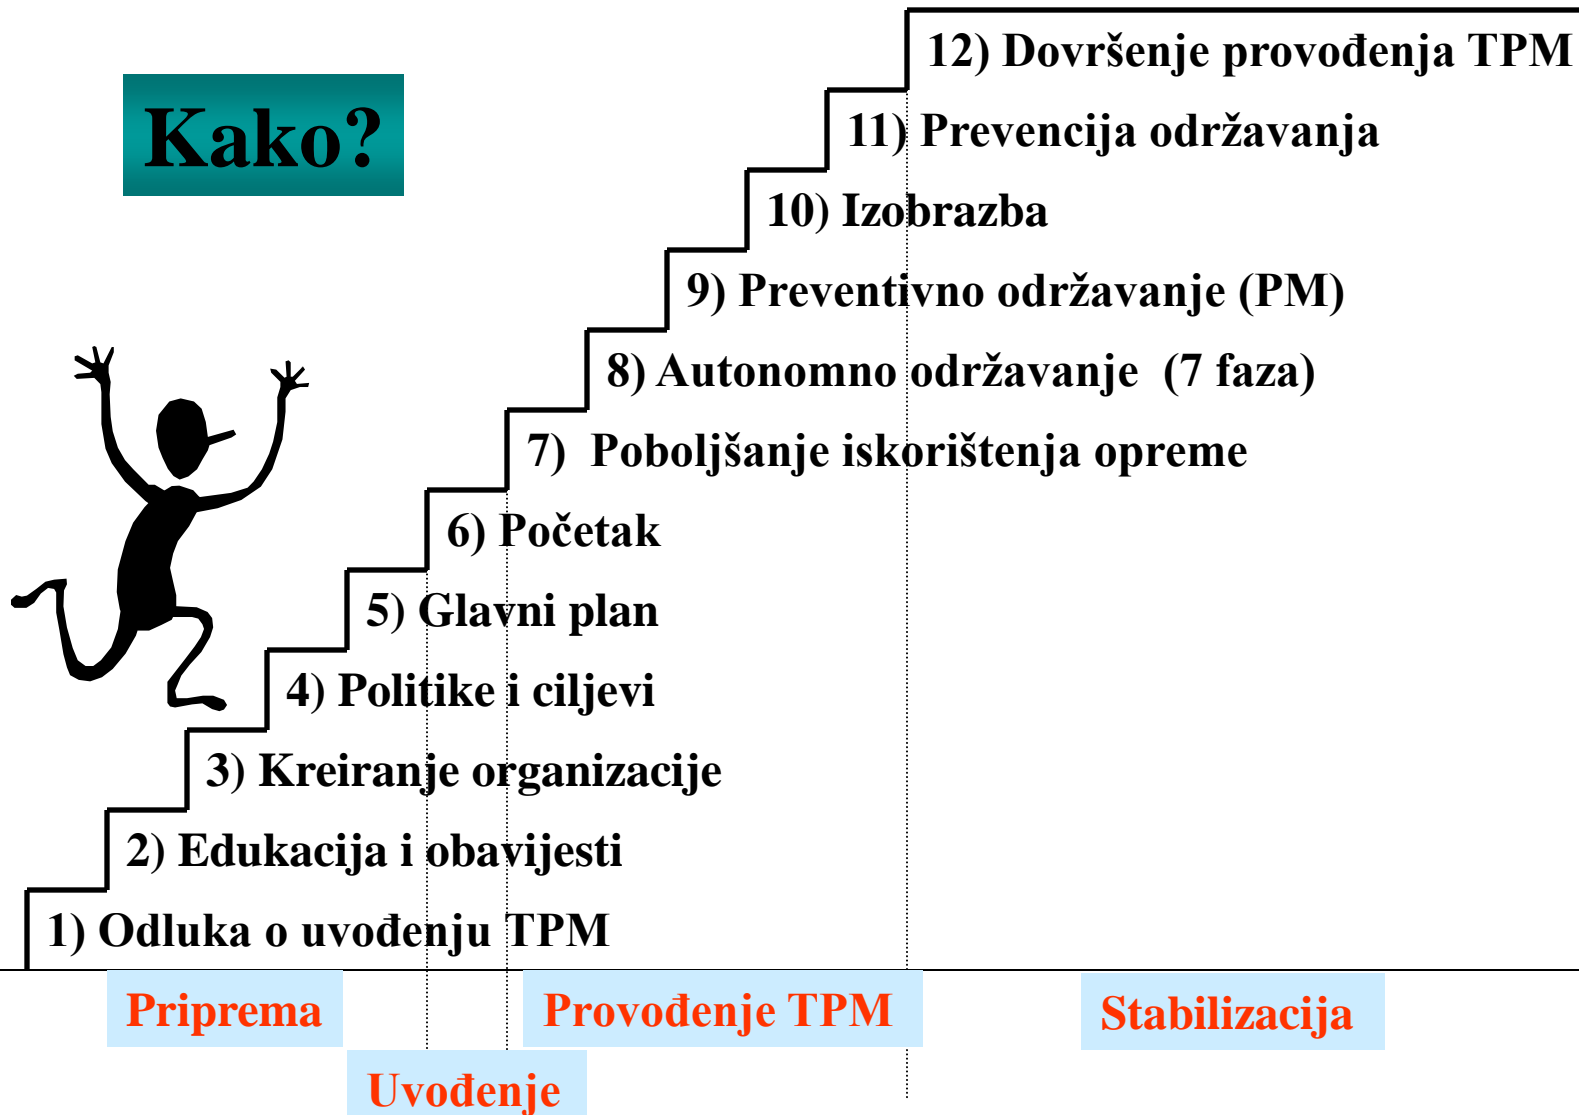 Kako?
12) Dovršenje provođenja TPM
11) Prevencija održavanja
10) Izobrazba
9) Preventivno održavanje (PM)
8) Autonomno održavanje (7 faza)
7) Poboljšanje iskorištenja opreme
6) Početak
5) Glavni plan
4) Politike i ciljevi
3) Kreiranje organizacije
2) Edukacija i obavijesti
1) Odluka o uvođenju TPM
Priprema
Provođenje TPM
Stabilizacija
Uvođenje